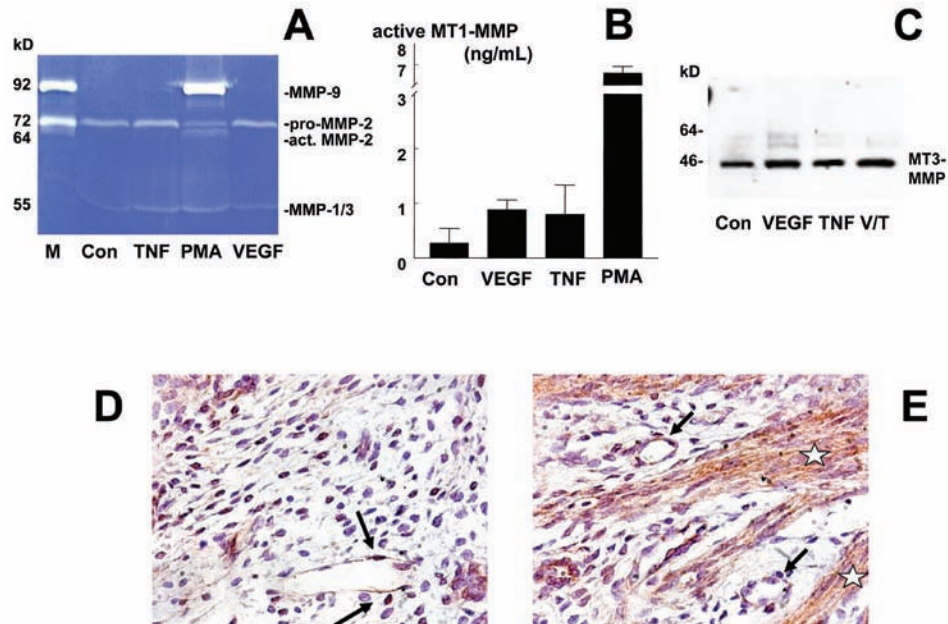 A
kD
92
72
64
55
-MMP-9
-pro-MMP-2
-act. MMP-2
-MMP-1/3
M Con TNF PMA VEGF
B
active MT1-MMP
(ng/mL)
8
7
3
2
1
0
Con VEGF TNF PMA
C
kD
64-
46-
MT3-
MMP
Con VEGF TNF V/T
D
E